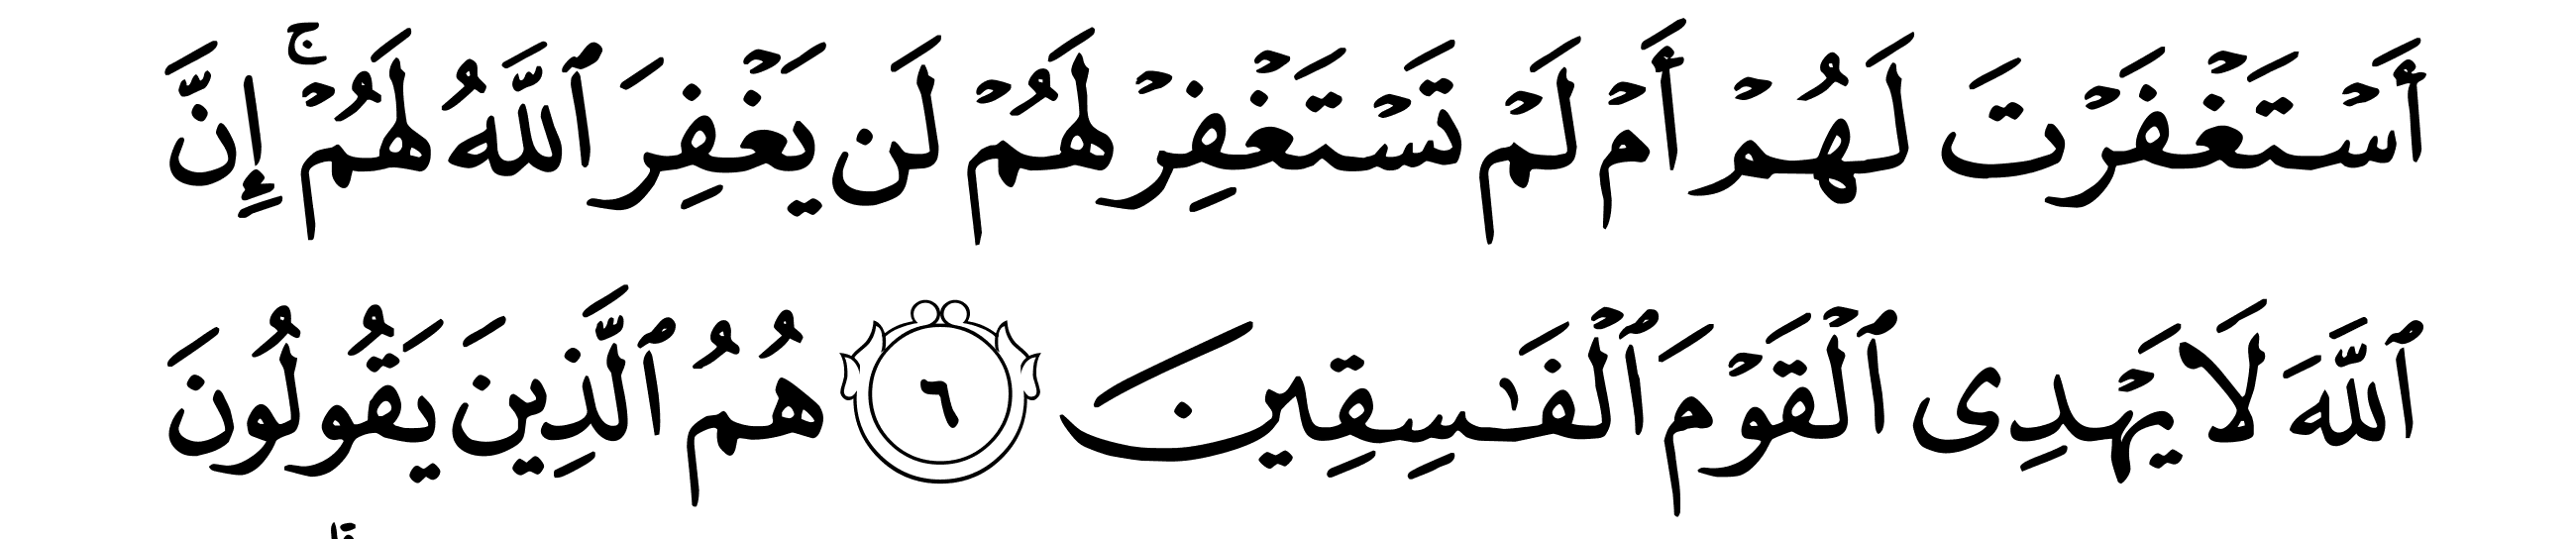 أَسۡتَغۡفَرۡتَ لَهُمۡ أَمۡ لَمۡ تَسۡتَغۡفِرۡ لَهُمۡ لَن يَغۡفِرَ ٱللَّهُ لَهُمۡۚ إِنَّ
ٱللَّهَ لَا يَهۡدِى ٱلۡقَوۡمَ ٱلۡفَـٰسِقِينَ ٦ هُمُ ٱلَّذِينَ يَقُولُونَ